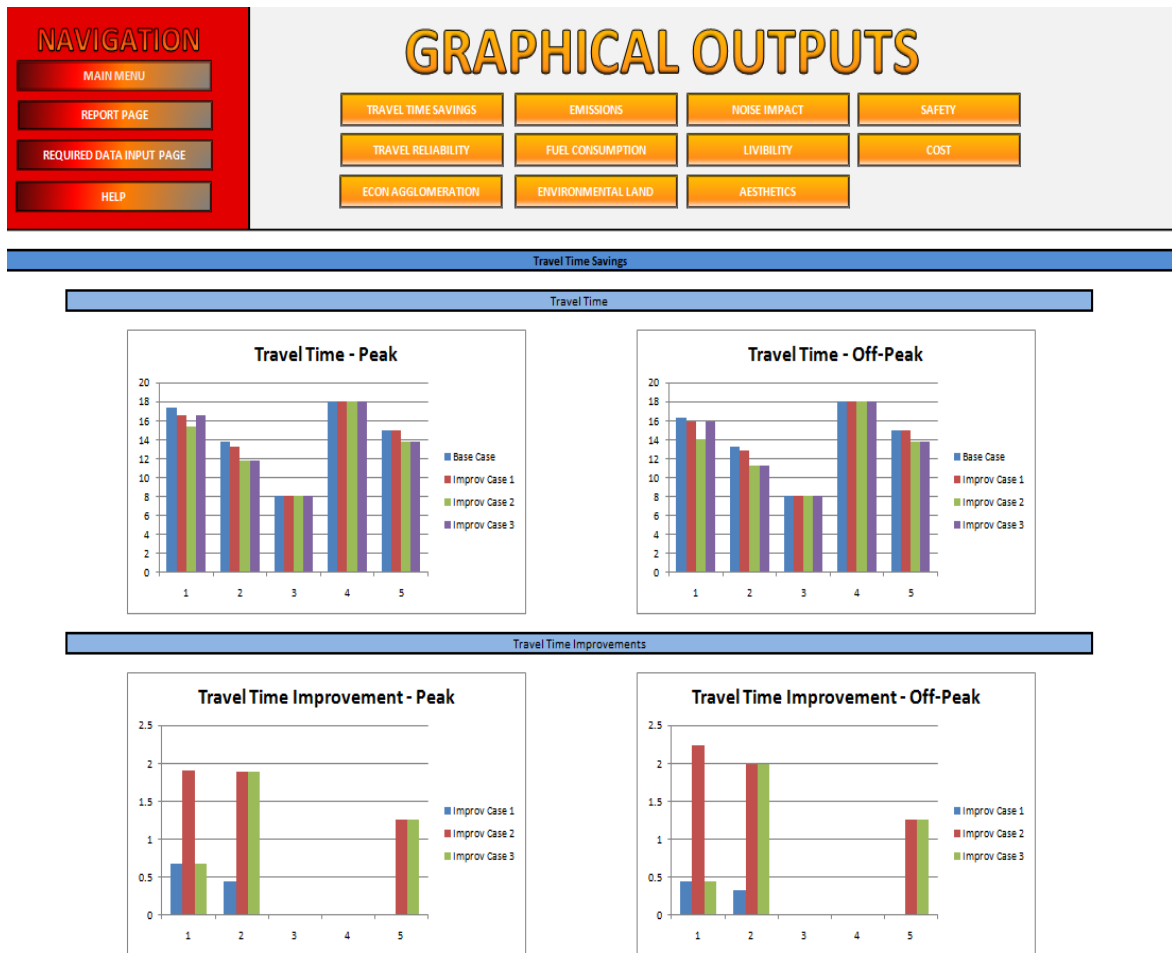 NAVIGATION
MAIN MENU
REPORT PAGE
REQUIRED DATA INPUT PAGE
HELP
GRAPHICAL OUTPUTS
TRAVEL TIME SAVINGS EMISSIONS NOISE IMPACT SAFETY
TRAVEL RELIABILITY FUEL CONSUMPTION LIVIBILITY COST
ECON AGGLOMERATION ENVIRONMENTAL LAND AESTHETICS
Travel Time Savings
Travel Time
Travel Time - Peak
20
18
16
14
12
10
8
6
4
2
0
1 2 3 4 5
Base Case
Improv Case 1
Improv Case 2
Improv Case 3
Travel Time - Off-Peak
20
18
16
14
12
10
8
6
4
2
0
1 2 3 4 5
Base Case
Improv Case 1
Improv Case 2
Improv Case 3
Travel Time Improvements
Travel Time Improvement - Peak
2.5
2
1.5
1
0.5
0
1 2 3 4 5
Improv Case 1
Improv Case 2
Improv Case 3
Travel Time Improvement - Off-Peak
2.5
2
1.5
1
0.5
0
1 2 3 4 5
Improv Case 1
Improv Case 2
Improv Case 3